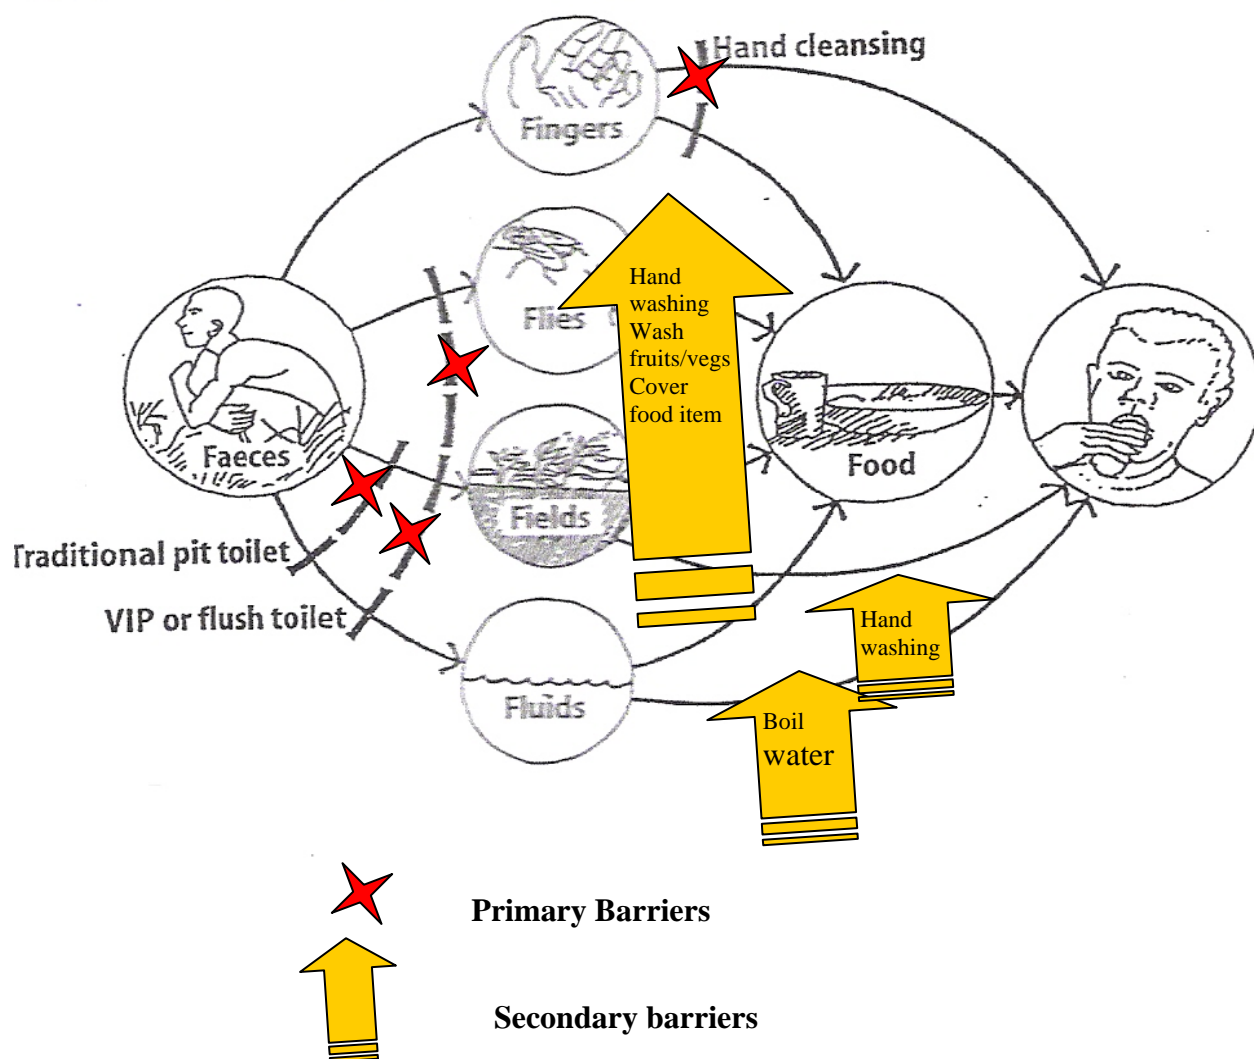 Hand cleansing
Fingers
Hand
washing
Wash
fruits/vegs
Cover
food item
Flies
Faeces
Food
Fields
Traditional pit toilet
VIP or flush toilet
Hand
washing
Fluids
Boil
water
Primary Barriers
Secondary barriers